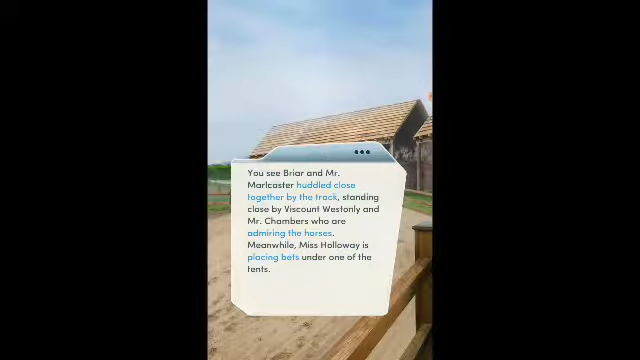 You see Briar and Mr.
Marlcaster huddled close
together by the track, standing
close by Viscount Westonly and
Mr. Chambers who are
admiring the horses.
Meanwhile, Miss Holloway is
placing bets under one of the
tents.